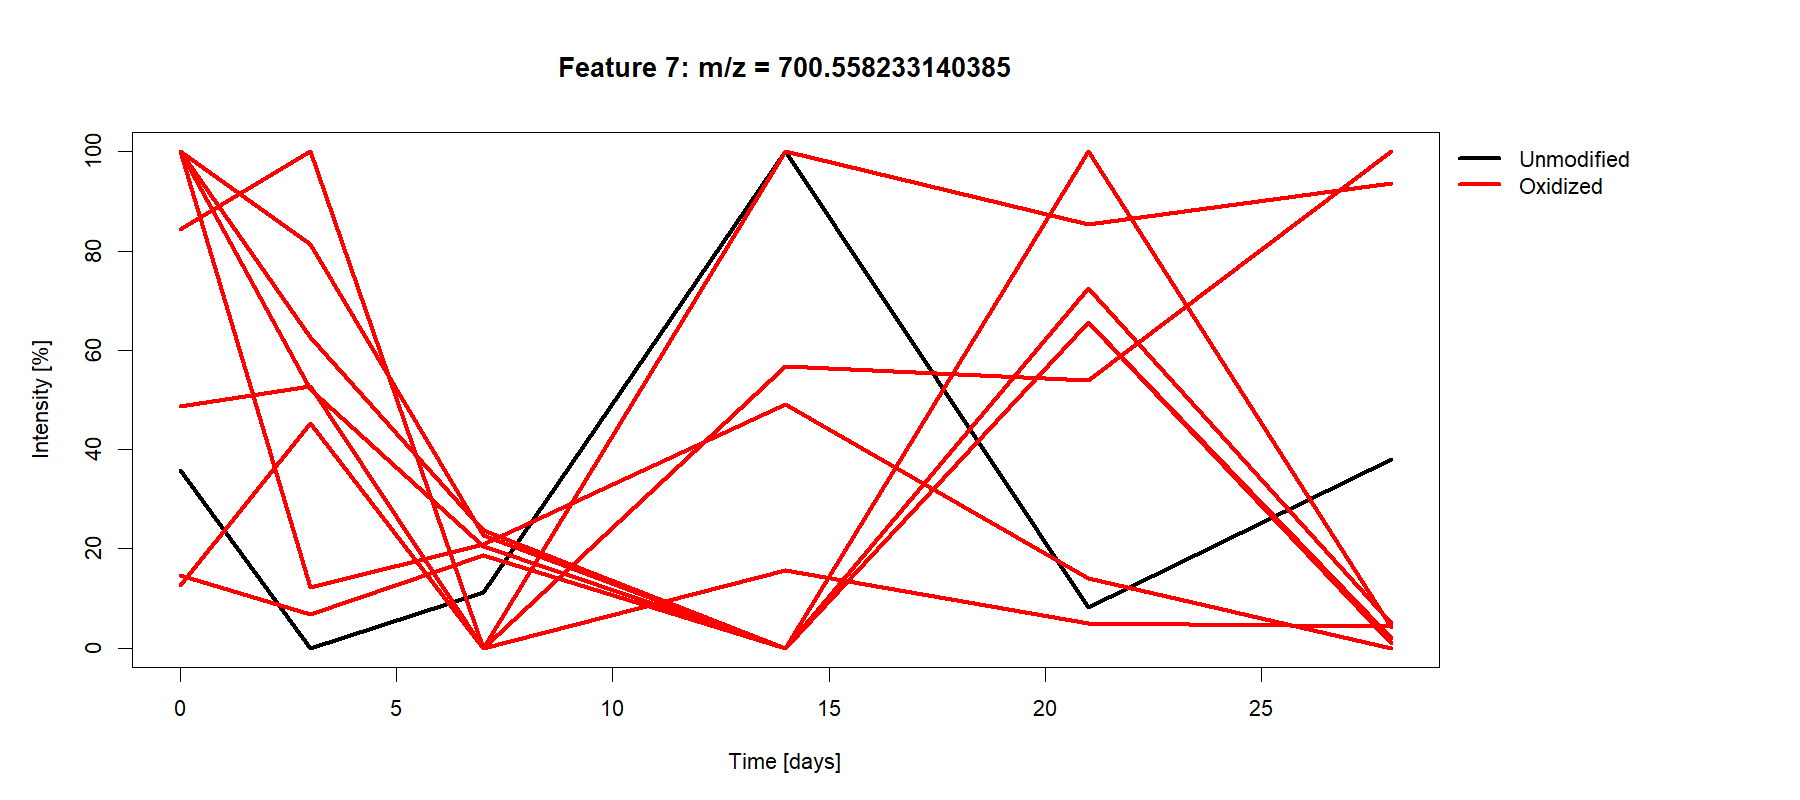 Feature 7: m/z = 700.558233140385
Unmodified
Oxidized
Intensity [%]
100
80
60
40
20
0
0 5 10 15 20 25
Time [days]